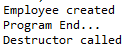 Employee created
Program End...
Destructor called